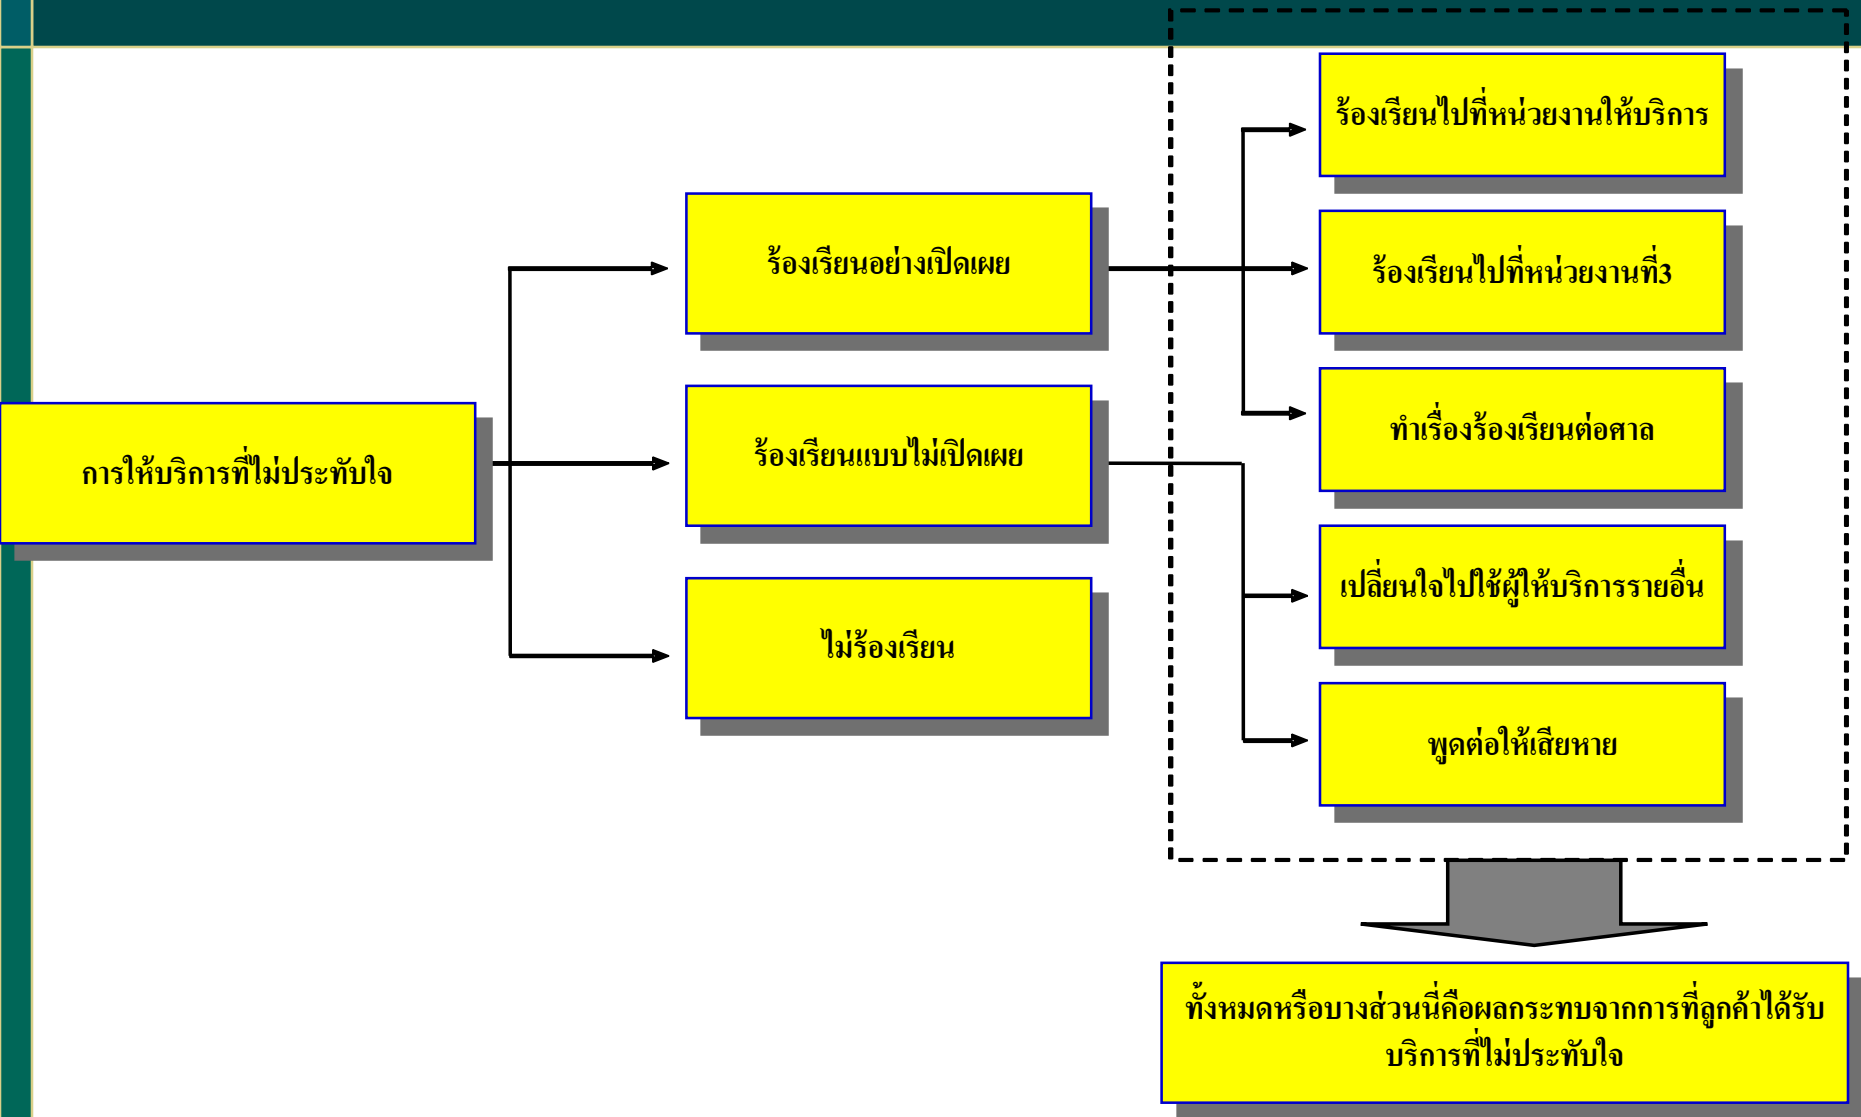 การให้บริการที่ไม่ประทับใจ
ร้องเรียนอย่างเปิดเผย
ร้องเรียนแบบไม่เปิดเผย
ไม่ร้องเรียน
ร้องเรียนไปที่หน่วยงานให้บริการ
ร้องเรียนไปที่หน่วยงานที่3
ทำเรื่องร้องเรียนต่อศาล
เปลี่ยนใจไปใช้ผู้ให้บริการรายอื่น
พูดต่อให้เสียหาย
ทั้งหมดหรือบางส่วนนี่คือผลกระทบจากการที่ลูกค้าได้รับ
บริการที่ไม่ประทับใจ